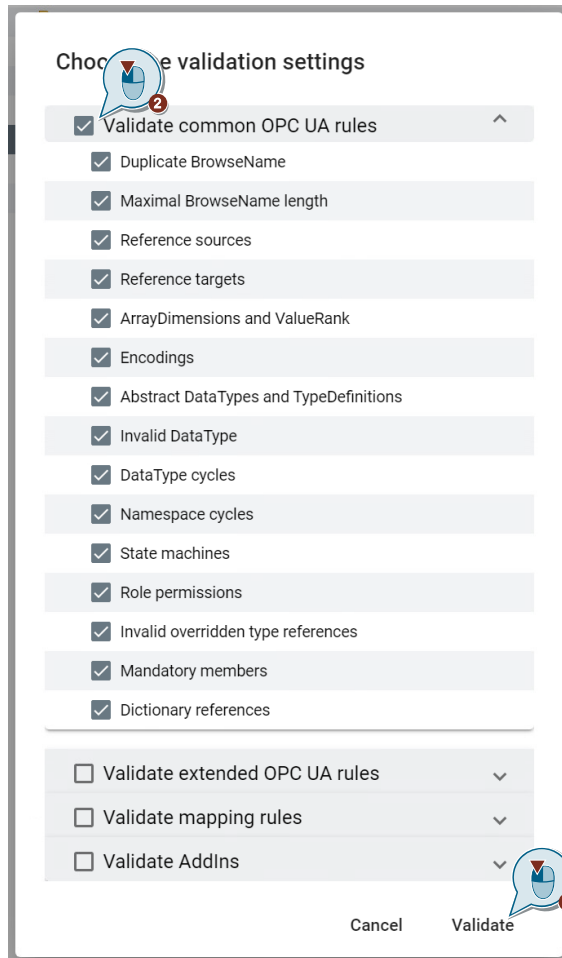 Choo e validation settings
2
Validate common OPC UA rules
Duplicate BrowseName
Maximal BrowseName length
Reference sources
Reference targets
ArrayDimensions and ValueRank
Encodings
Abstract DataTypes and TypeDefinitions
Invalid DataType
DataType cycles
Namespace cycles
State machines
Role permissions
Invalid overridden type references
Mandatory members
Dictionary references
Validate extended OPC UA rules
Validate mapping rules
Validate AddIns
Cancel Validate